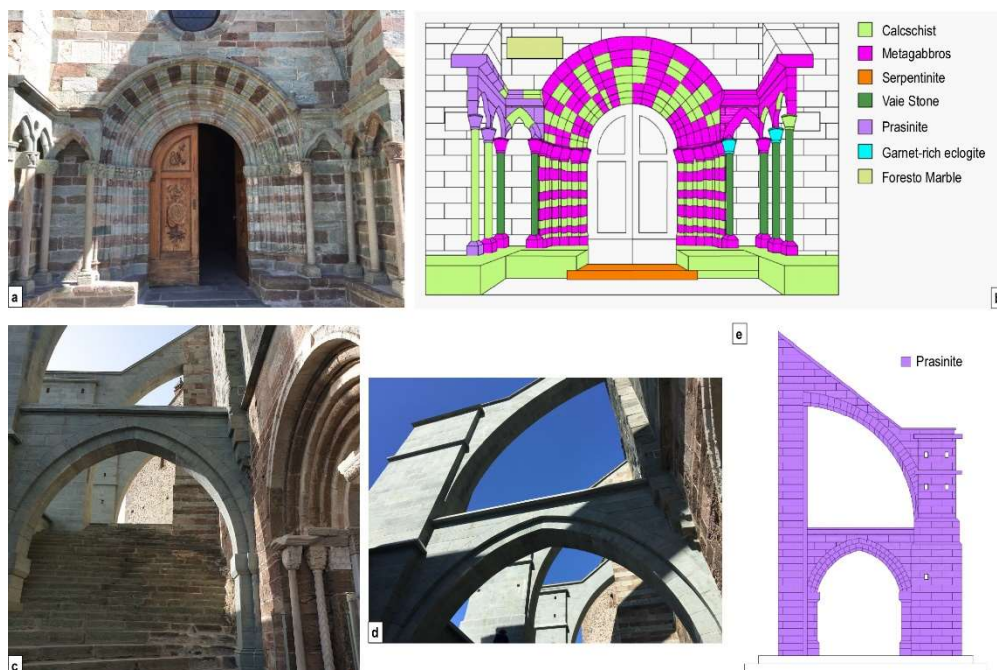 a
Calcschist
Metagabbros
Serpentinite
Vaie Stone
Prasinite
Garnet-rich eclogite
Foresto Marble
b
c
d
e
Prasinite